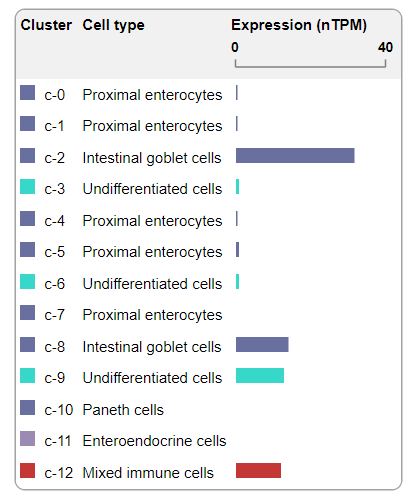 Cluster Cell type Expression (nTPM)
0 40
c-0 Proximal enterocytes
c-1 Proximal enterocytes
c-2 Intestinal goblet cells
c-3 Undifferentiated cells
c-4 Proximal enterocytes
c-5 Proximal enterocytes
c-6 Undifferentiated cells
c-7 Proximal enterocytes
c-8 Intestinal goblet cells
c-9 Undifferentiated cells
c-10 Paneth cells
c-11 Enteroendocrine cells
c-12 Mixed immune cells